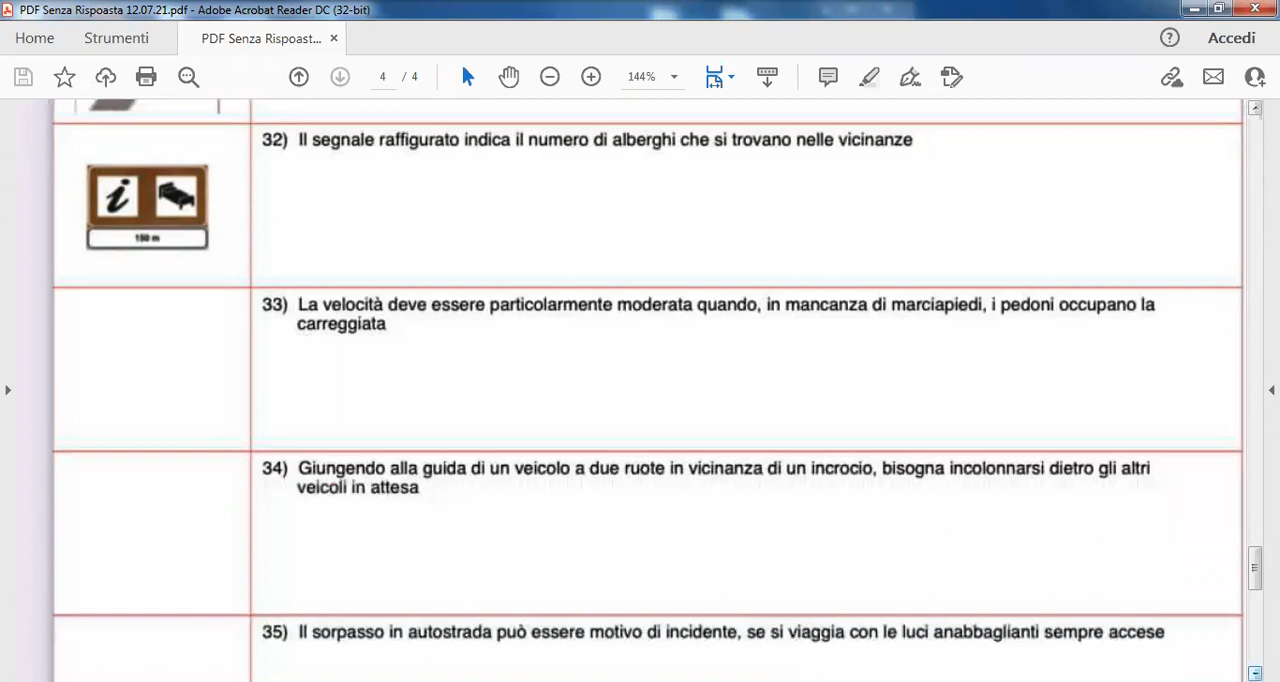 PDF Senza Rispoasta 12.07.21.pdf - Adobe Acrobat Reader DC (32-bit)
Home Strumenti PDF Senza Rispoast... × Accedi
4 / 4 144%
32) Il segnale raffigurato indica il numero di alberghi che si trovano nelle vicinanze
i
150 m
33) La velocità deve essere particolarmente moderata quando, in mancanza di marciapiedi, i pedoni occupano la
carreggiata
34) Giungendo alla guida di un veicolo a due ruote in vicinanza di un incrocio, bisogna incolonnarsi dietro gli altri
veicoli in attesa
35) Il sorpasso in autostrada può essere motivo di incidente, se si viaggia con le luci anabbaglianti sempre accese